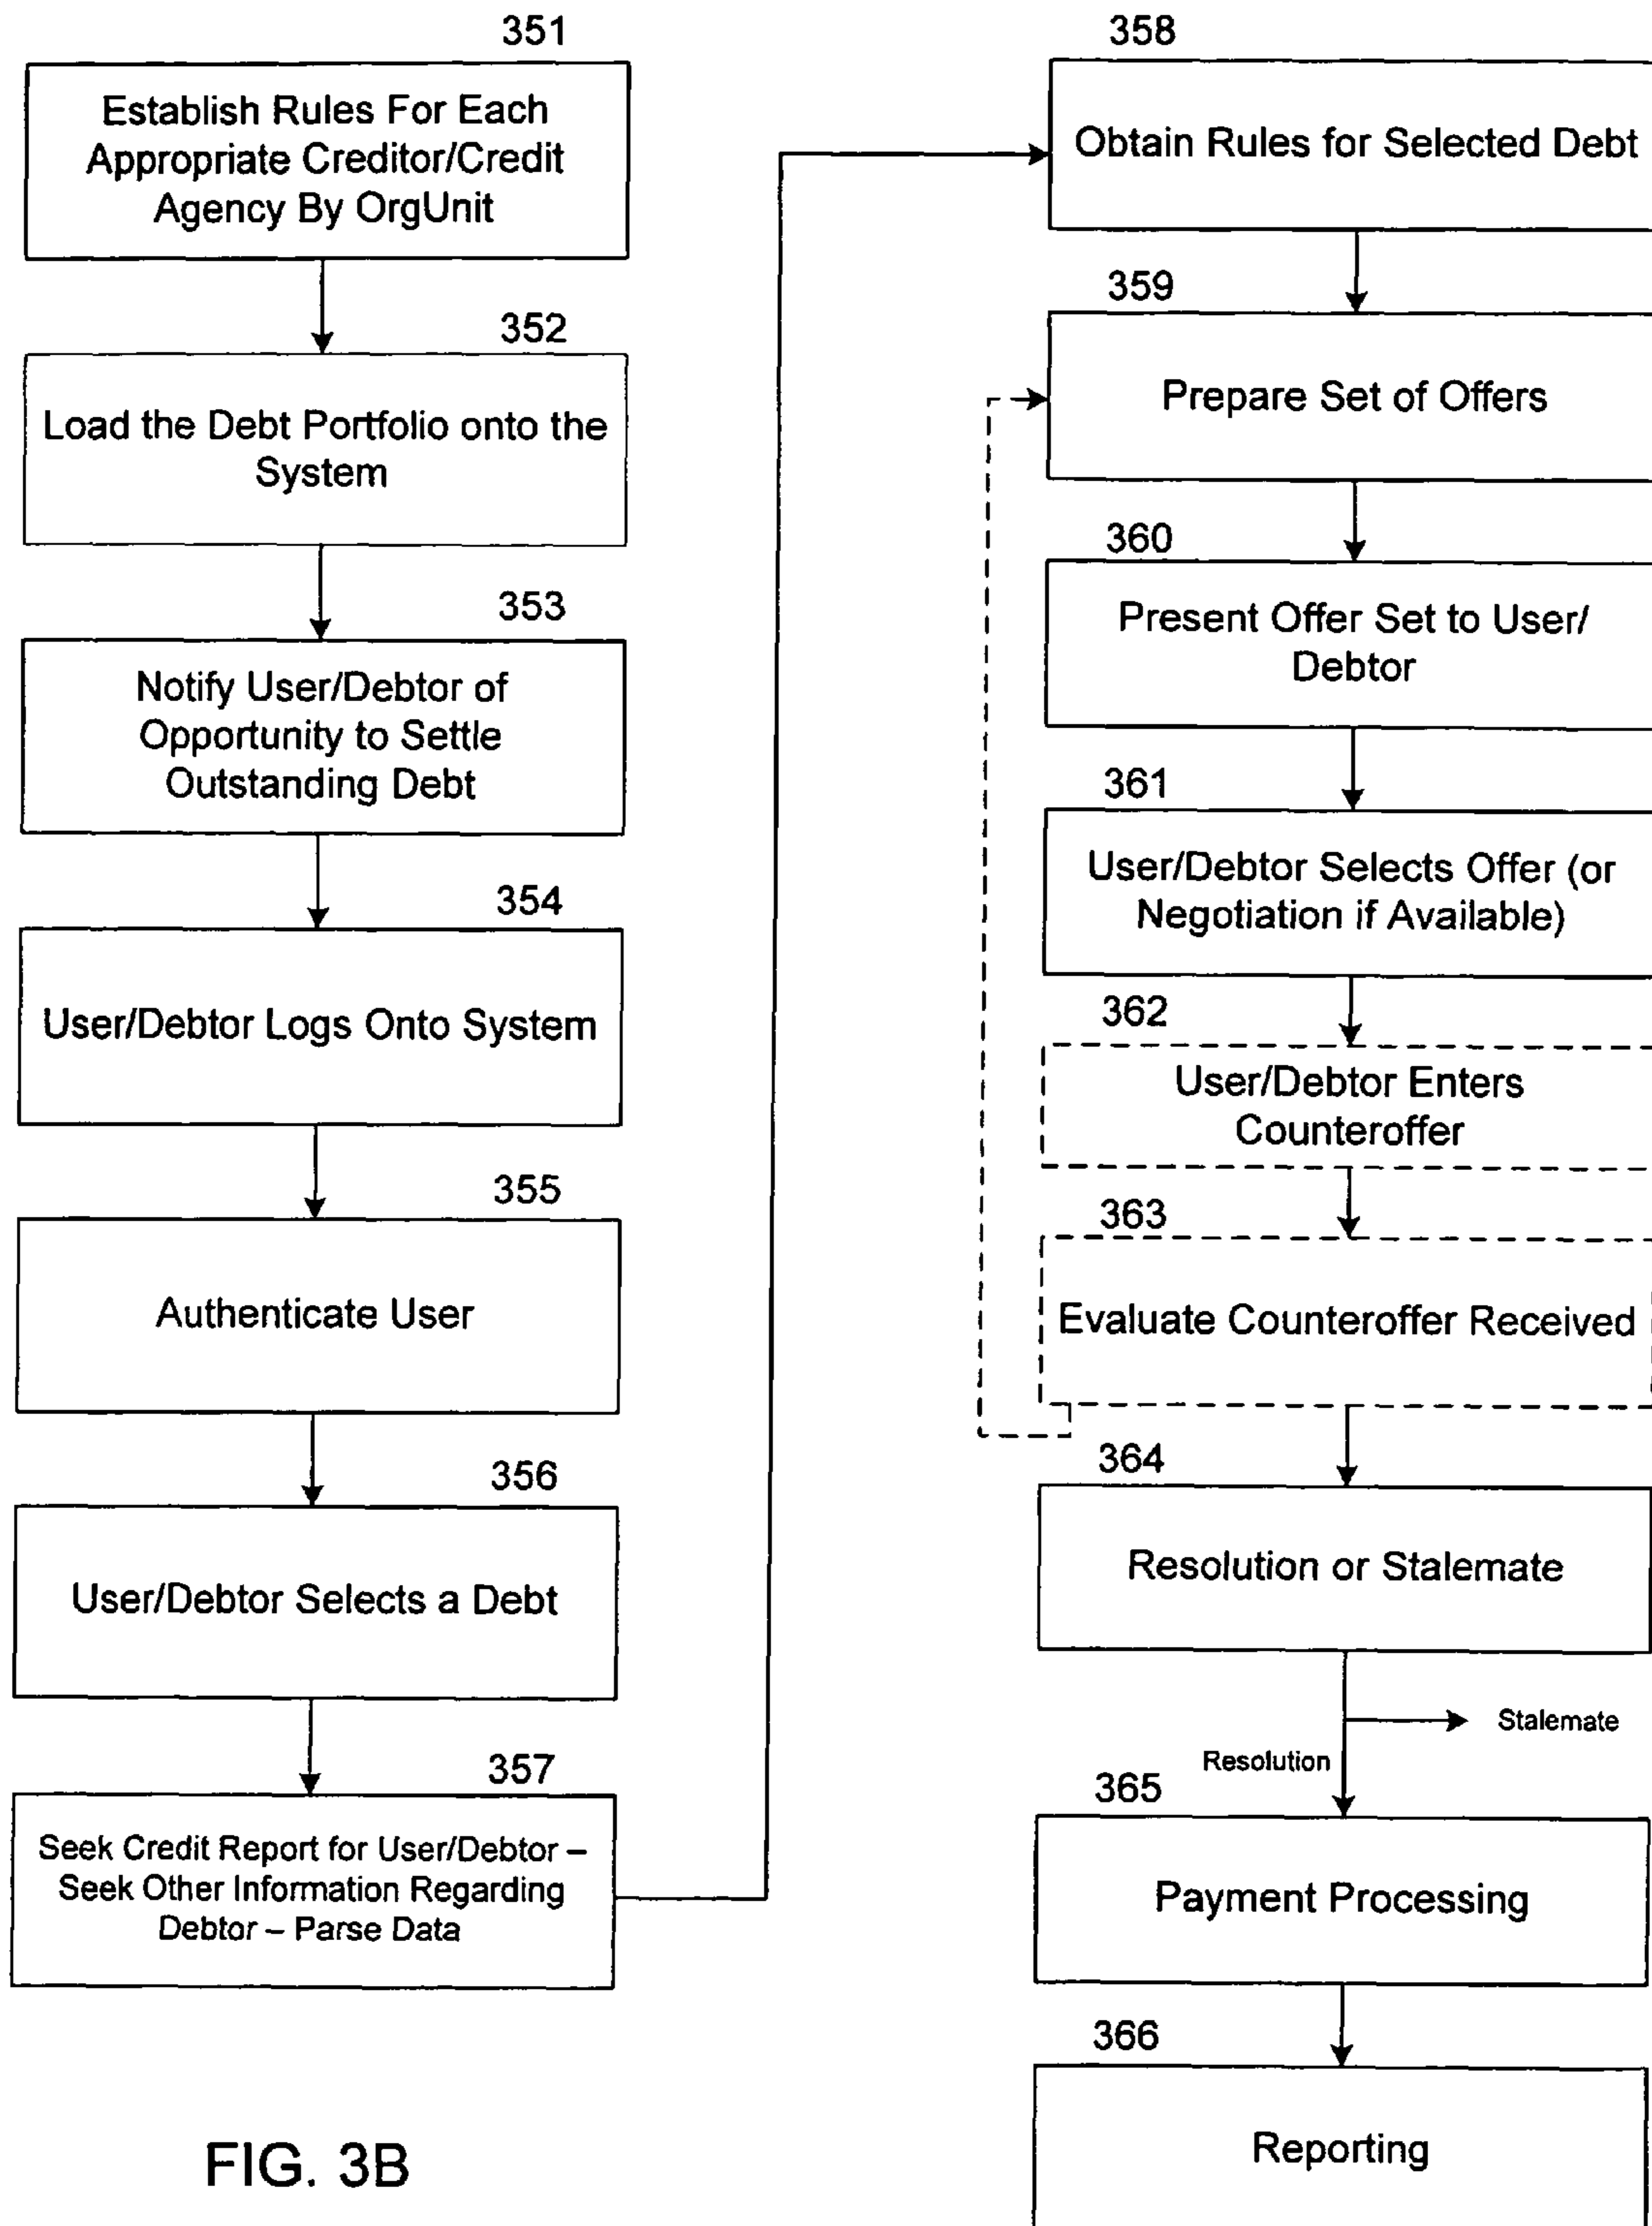 351
Establish Rules For Each
Appropriate Creditor/Credit
Agency By OrgUnit
352
Load the Debt Portfolio onto the
System
353
Notify User/Debtor of
Opportunity to Settle
Outstanding Debt
354
User/Debtor Logs Onto System
355
Authenticate User
356
User/Debtor Selects a Debt
357
Seek Credit Report for User/Debtor –
Seek Other Information Regarding
Debtor – Parse Data
358
Obtain Rules for Selected Debt
359
Prepare Set of Offers
360
Present Offer Set to User/
Debtor
361
User/Debtor Selects Offer (or
Negotiation if Available)
362
User/Debtor Enters
Counteroffer
363
Evaluate Counteroffer Received
364
Resolution or Stalemate
Stalemate
Resolution
365
Payment Processing
366
Reporting
FIG. 3B